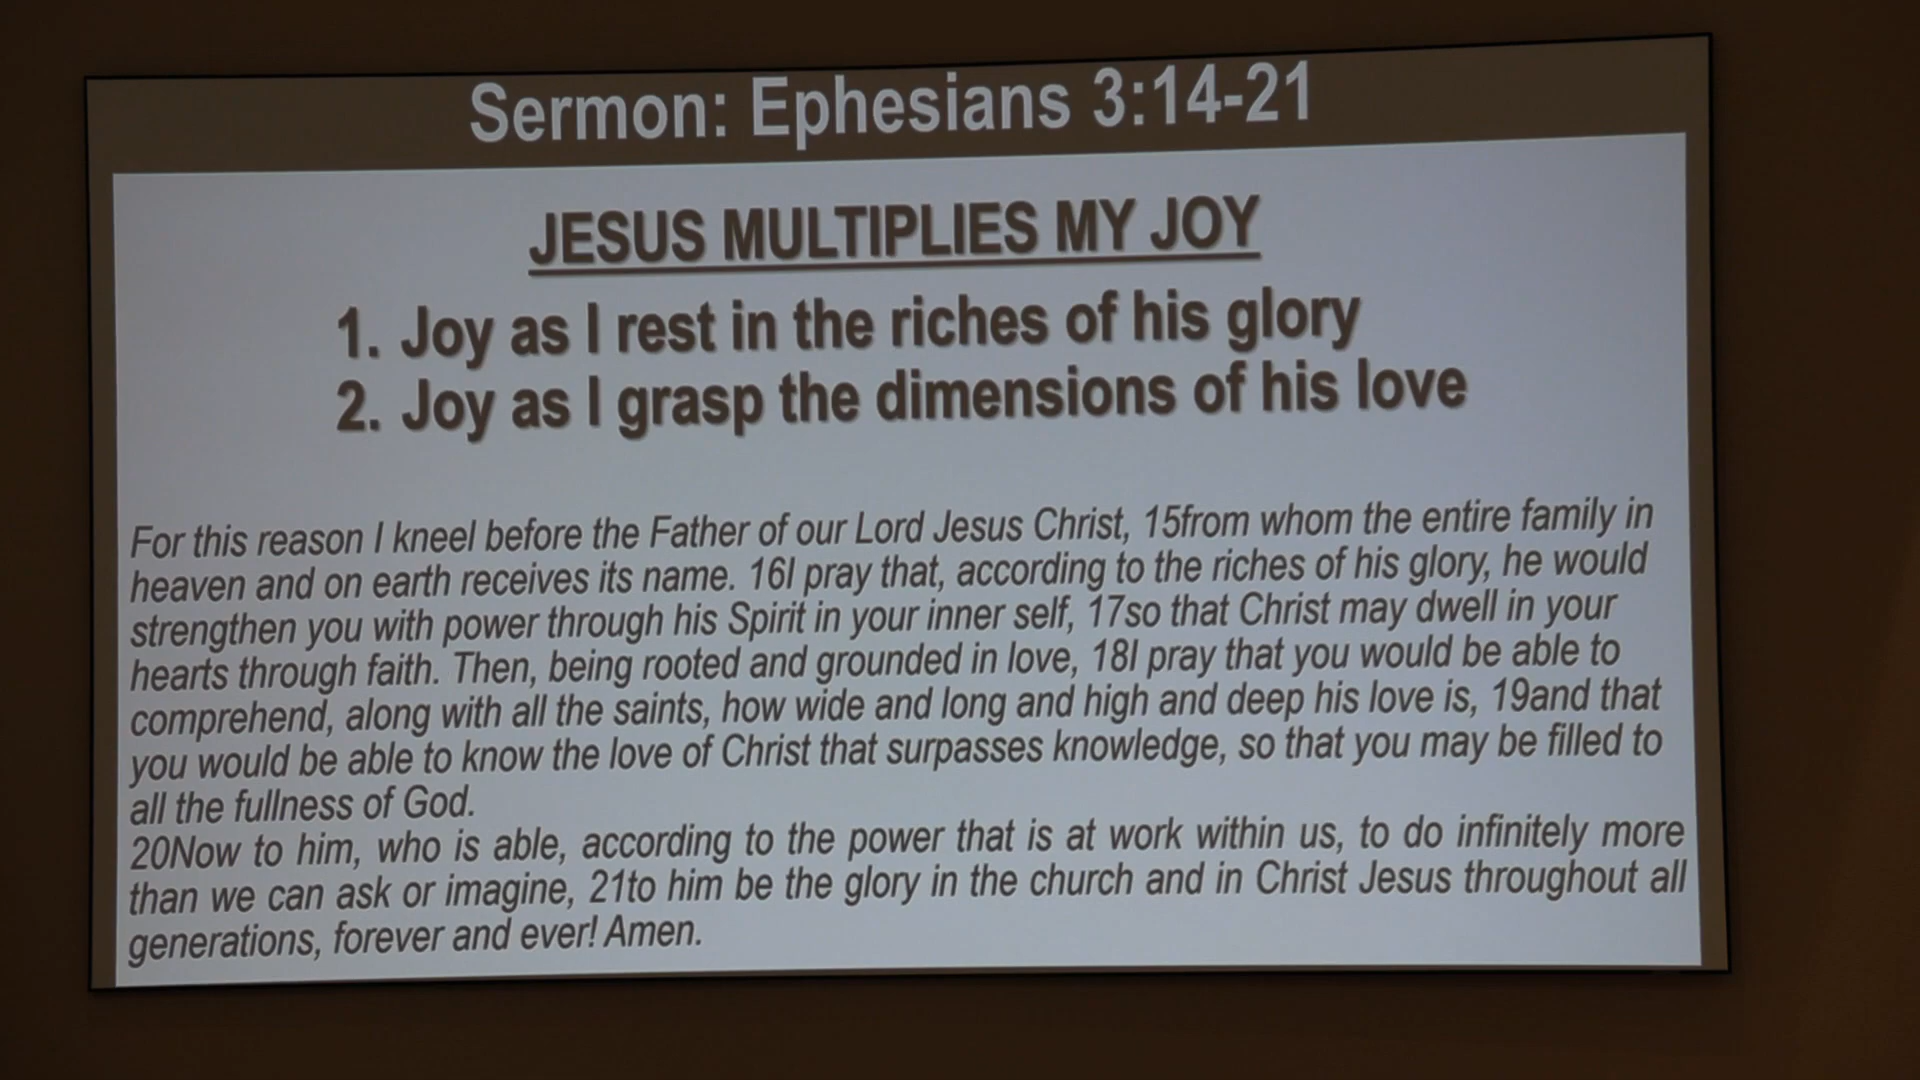 Sermon: Ephesians 3:14-21
JESUS MULTIPLIES MY JOY
1. Joy as I rest in the riches of his glory
2. Joy as I grasp the dimensions of his love
For this reason I kneel before the Father of our Lord Jesus Christ, 15from whom the entire family in
heaven and on earth receives its name. 16I pray that, according to the riches of his glory, he would
strengthen you with power through his Spirit in your inner self, 17so that Christ may dwell in your
hearts through faith. Then, being rooted and grounded in love, 18I pray that you would be able to
comprehend, along with all the saints, how wide and long and high and deep his love is, 19and that
you would be able to know the love of Christ that surpasses knowledge, so that you may be filled to
all the fullness of God.
20Now to him, who is able, according to the power that is at work within us, to do infinitely more
than we can ask or imagine, 21to him be the glory in the church and in Christ Jesus throughout all
generations, forever and ever! Amen.